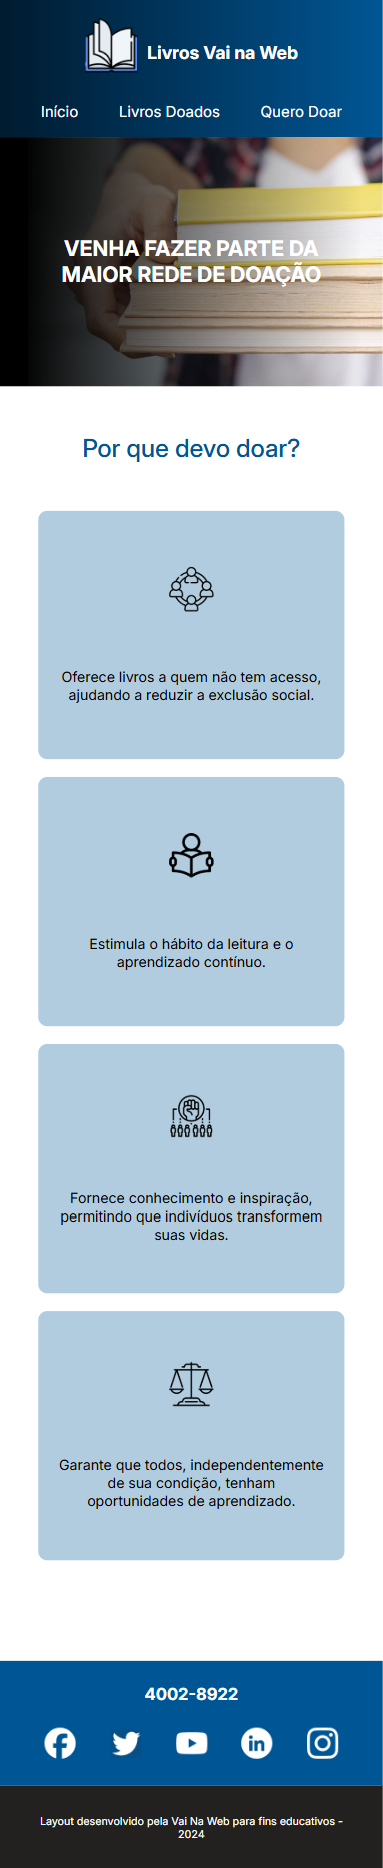 Livros Vai na Web
Início Livros Doados Quero Doar
VENHA FAZER PARTE DA
MAIOR REDE DE DOAÇÃO
Por que devo doar?
Oferece livros a quem não tem acesso,
ajudando a reduzir a exclusão social.
Estimula o hábito da leitura e o
aprendizado contínuo.
Fornece conhecimento e inspiração,
permitindo que indivíduos transformem
suas vidas.
Garante que todos, independentemente
de sua condição, tenham
oportunidades de aprendizado.
4002-8922
Layout desenvolvido pela Vai Na Web para fins educativos -
2024